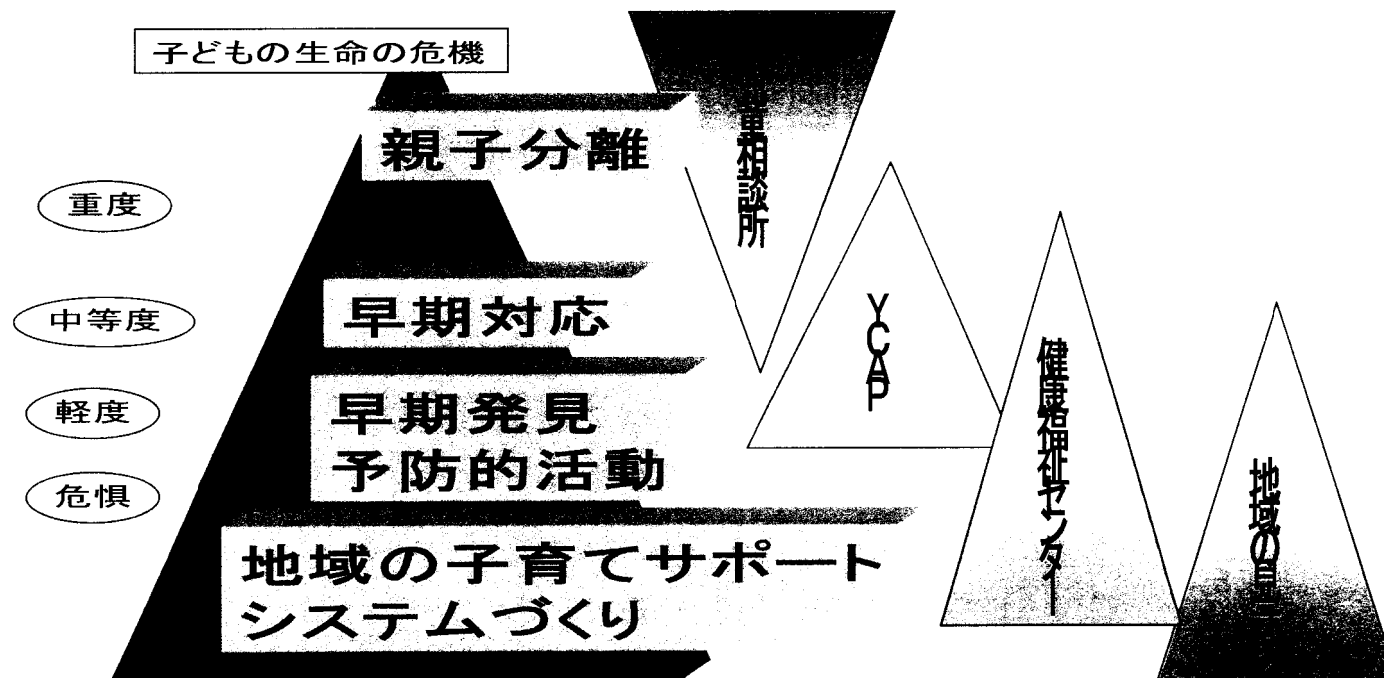 子どもの生命の危機
親子分離
重度
早期対応
中等度
早期発見
予防的活動
軽度
危惧
地域の子育てサポート
システムづくり
相談所
YCAP
健康福祉センター
地域の